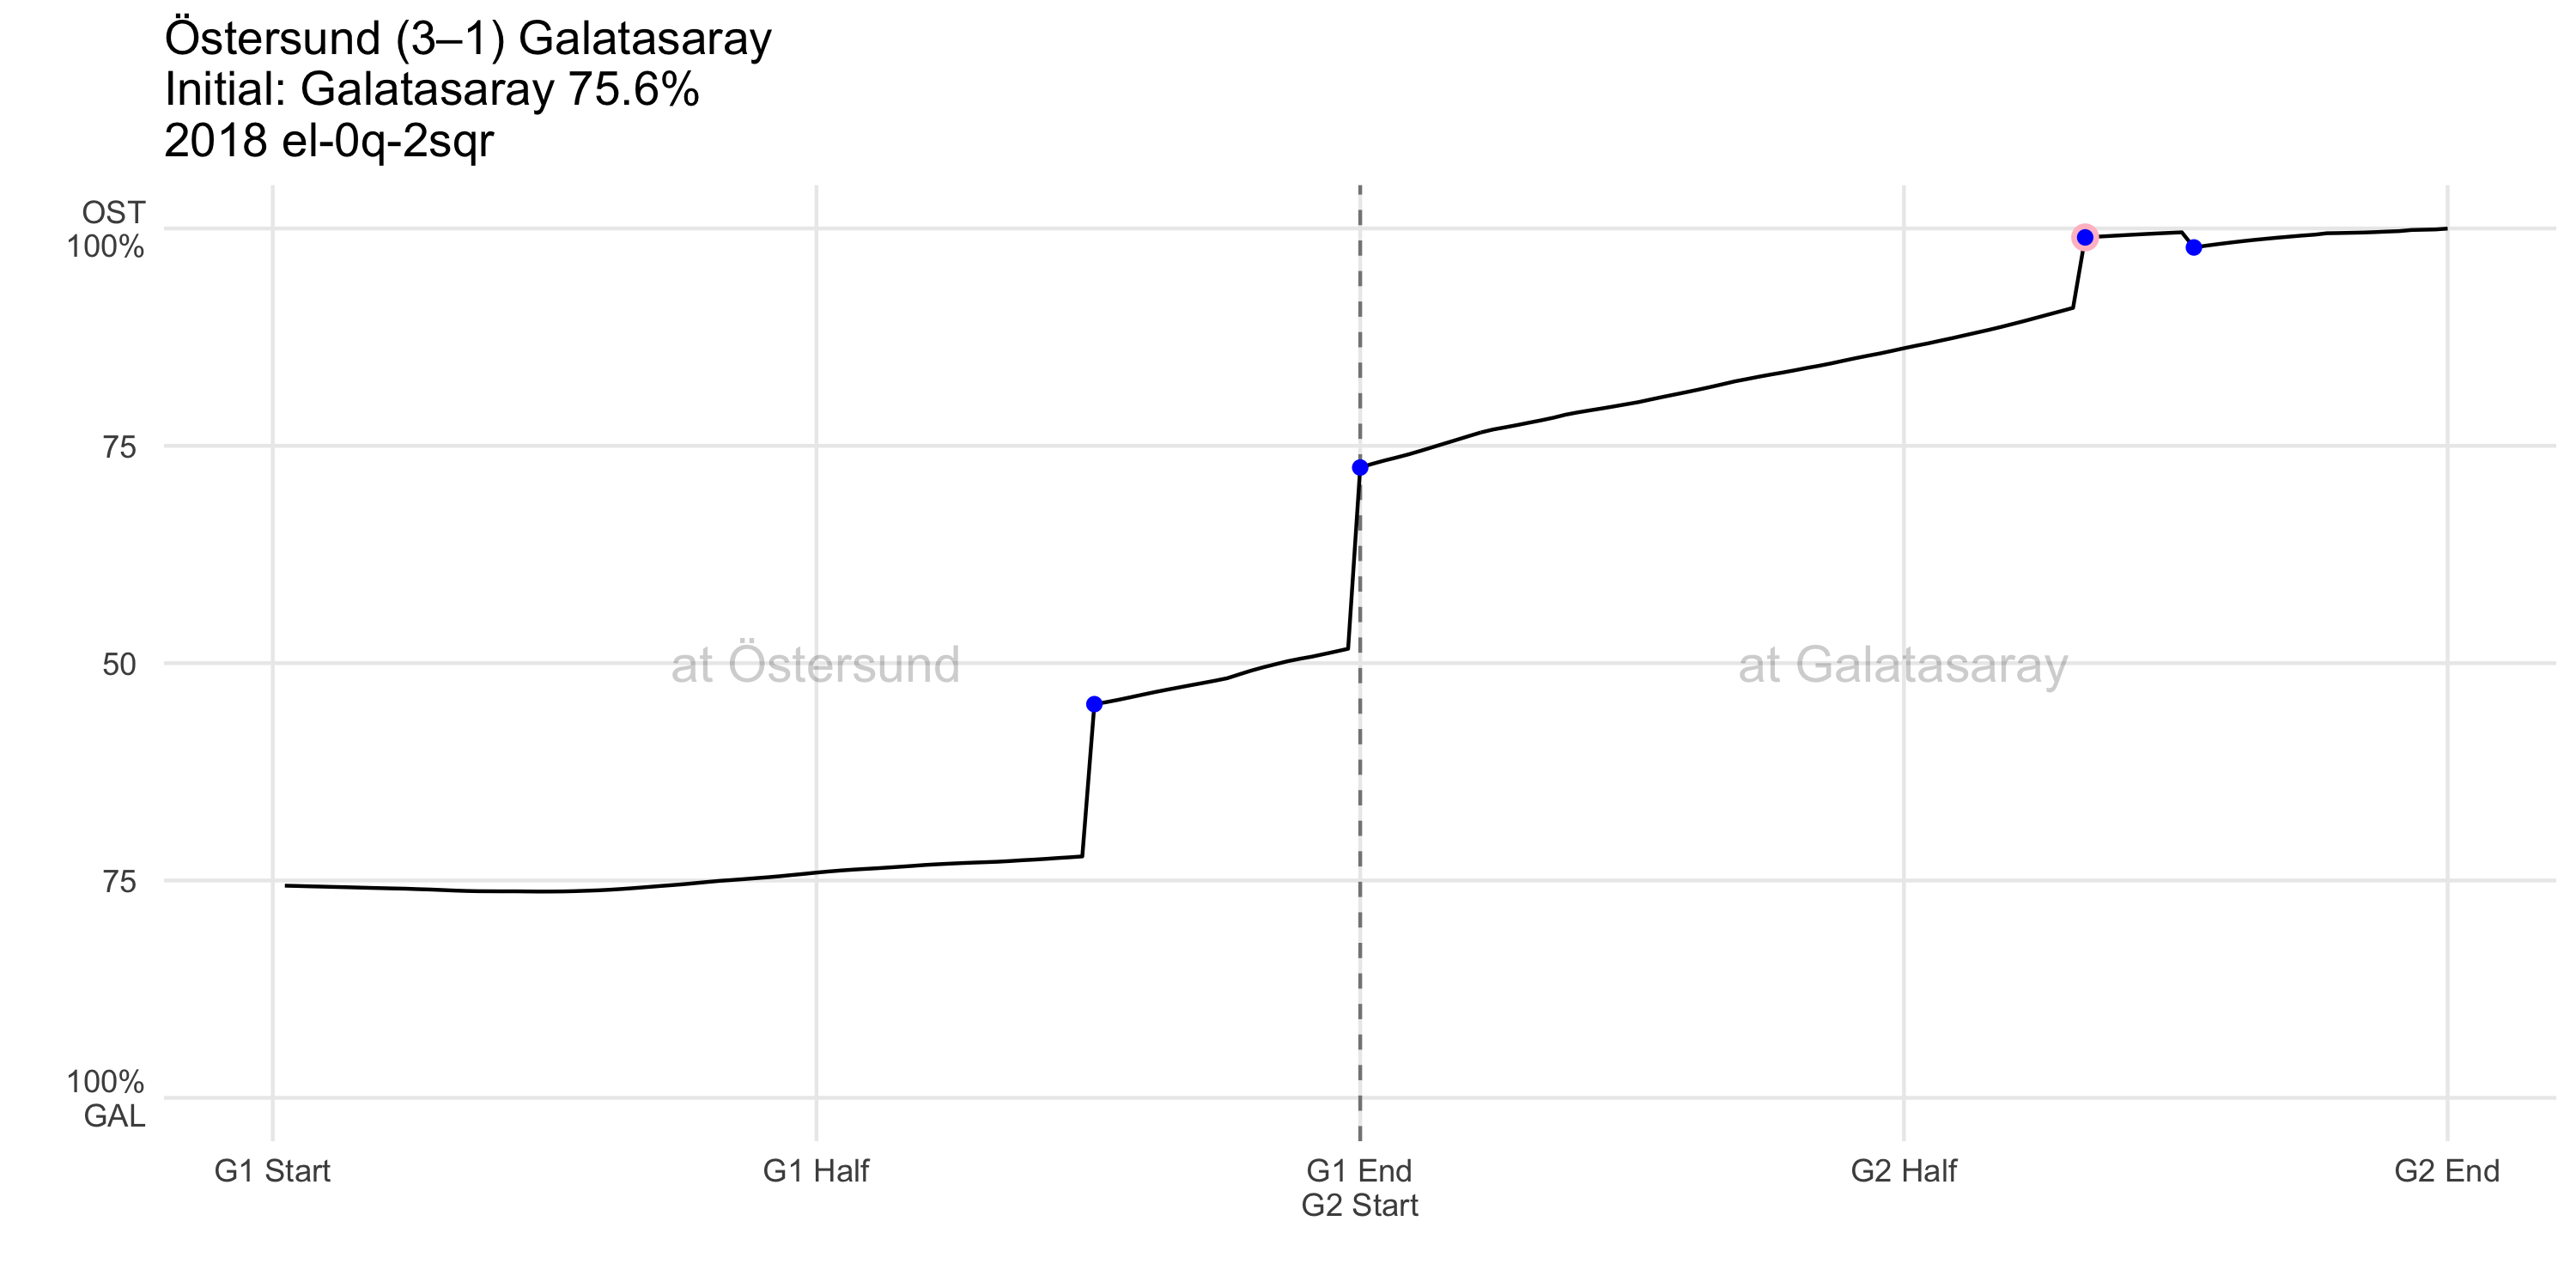 Östersund (3–1) Galatasaray
Initial: Galatasaray 75.6%
2018 el-0q-2sqr
OST
100%
75
50
75
100%
GAL
at Östersund
at Galatasaray
G1 Start
G1 Half
G1 End
G2 Start
G2 Half
G2 End